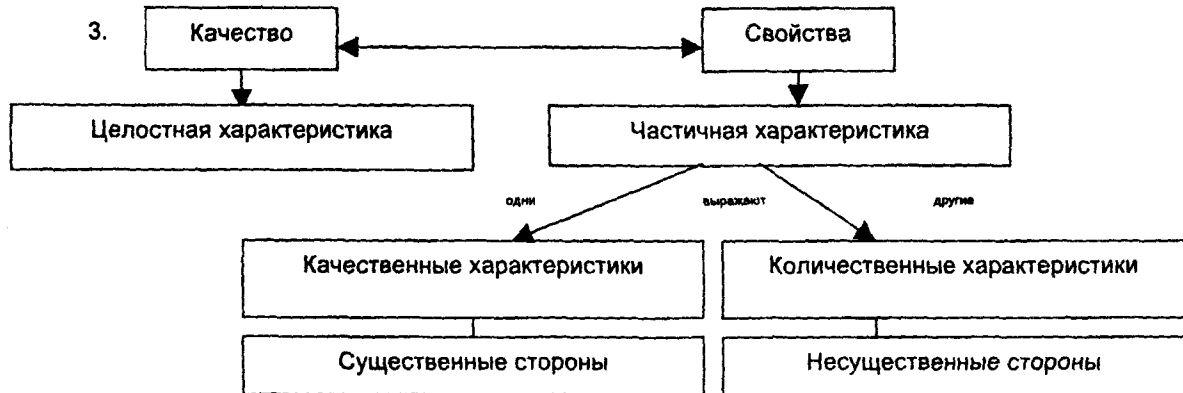 3. Качество Свойства
Целостная характеристика Частичная характеристика
одни выражают другие
Качественные характеристики Количественные характеристики
Существенные стороны Несущественные стороны